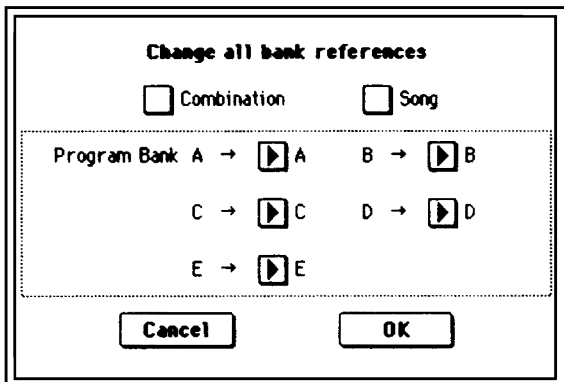 Change all bank references
Combination Song
Program Bank A → A B → B
C → C D → D
E → E
Cancel OK